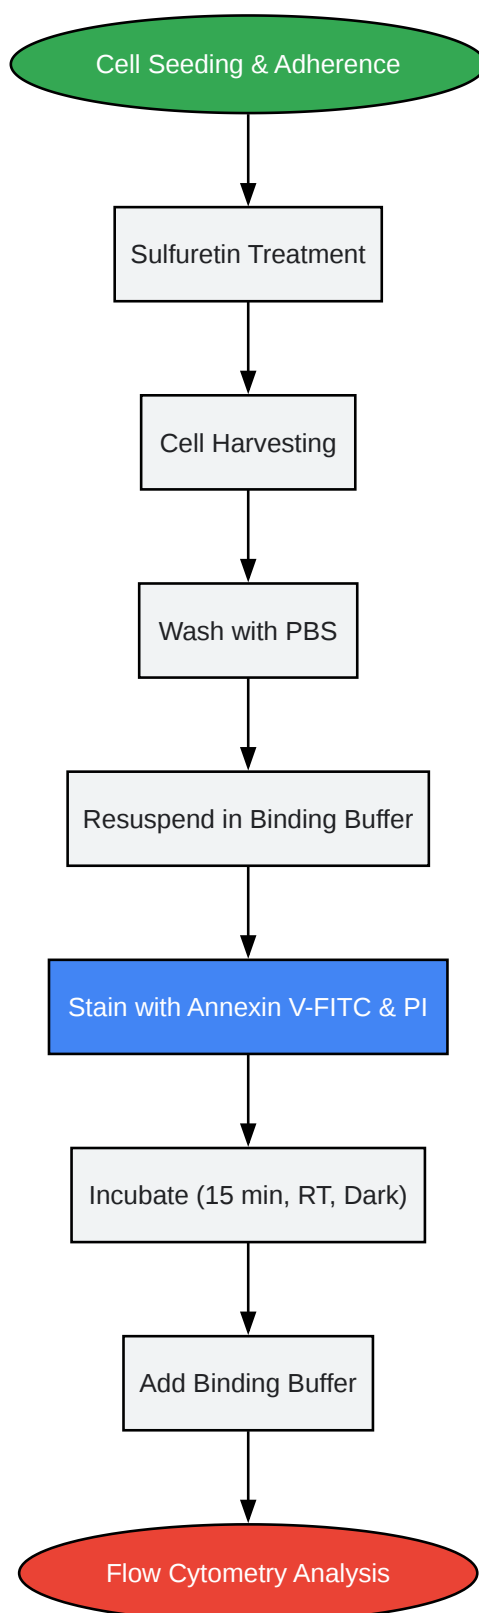 Cell Seeding & Adherence
Sulfuretin Treatment
Cell Harvesting
Wash with PBS
Resuspend in Binding Buffer
Stain with Annexin V-FITC & PI
Incubate (15 min, RT, Dark)
Add Binding Buffer
Flow Cytometry Analysis